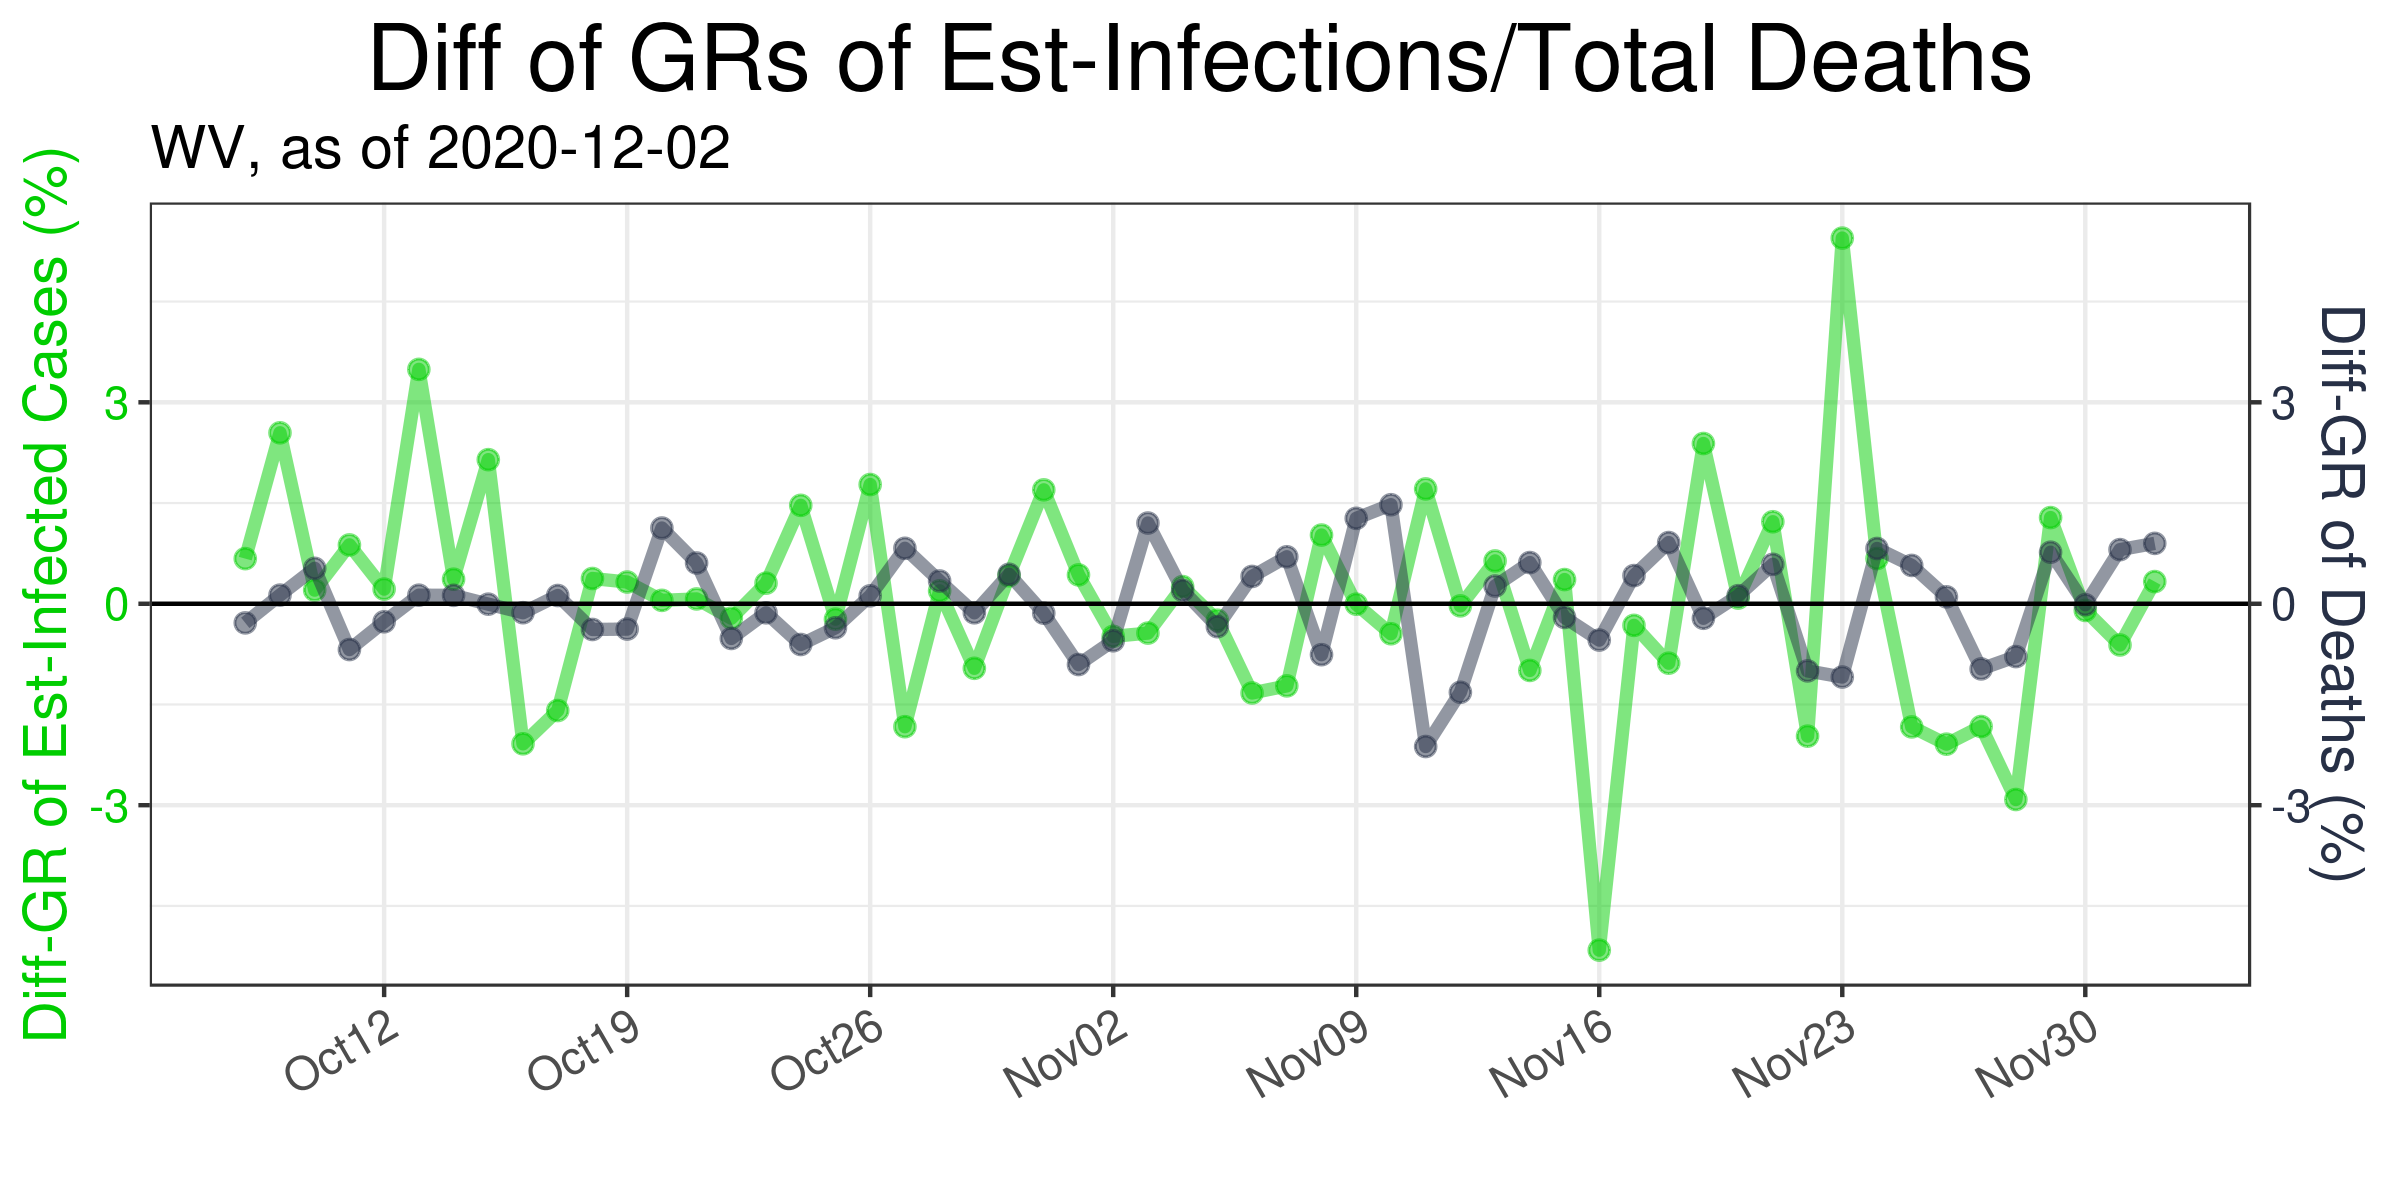 Diff of GRs of Est-Infections/Total Deaths
WV, as of 2020-12-02
Diff-GR of Est-Infected Cases (%)
3
0
-3
3
0
-3
Diff-GR of Deaths (%)
Oct12
Oct19
Oct26
Nov02
Nov09
Nov16
Nov23
Nov30